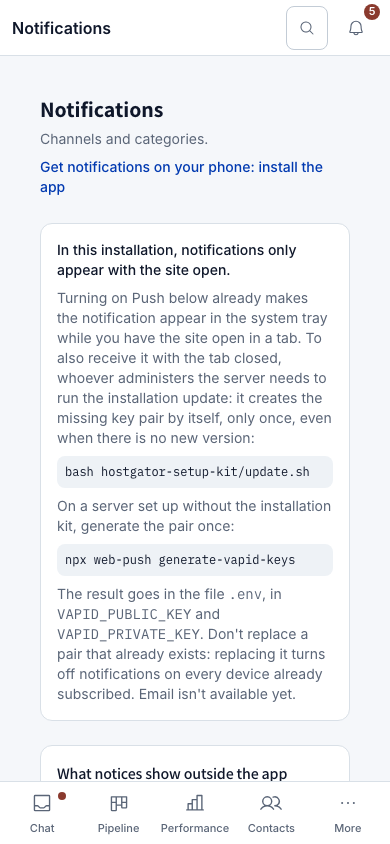 Notifications
5
Notifications
Channels and categories.
Get notifications on your phone: install the
app
In this installation, notifications only
appear with the site open.
Turning on Push below already makes
the notification appear in the system tray
while you have the site open in a tab. To
also receive it with the tab closed,
whoever administers the server needs to
run the installation update: it creates the
missing key pair by itself, only once, even
when there is no new version:
bash hostgator-setup-kit/update.sh
On a server set up without the installation
kit, generate the pair once:
npx web-push generate-vapid-keys
The result goes in the file .env, in
VAPID_PUBLIC_KEY and
VAPID_PRIVATE_KEY. Don't replace a
pair that already exists: replacing it turns
off notifications on every device already
subscribed. Email isn't available yet.
What notices show outside the app
Chat
Pipeline
Performance
Contacts
More